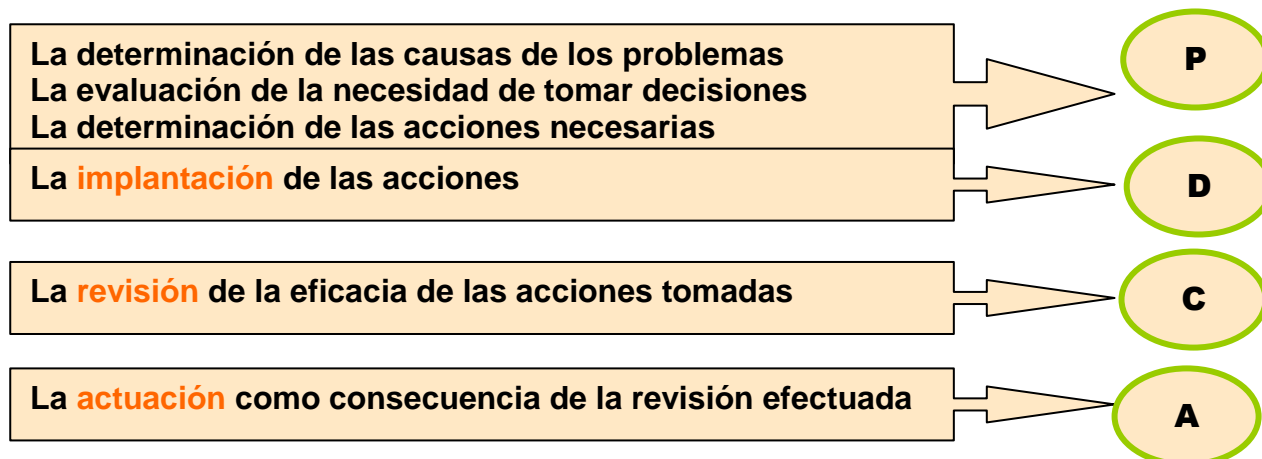 La determinación de las causas de los problemas
La evaluación de la necesidad de tomar decisiones
La determinación de las acciones necesarias
P
La implantación de las acciones
D
La revisión de la eficacia de las acciones tomadas
C
La actuación como consecuencia de la revisión efectuada
A